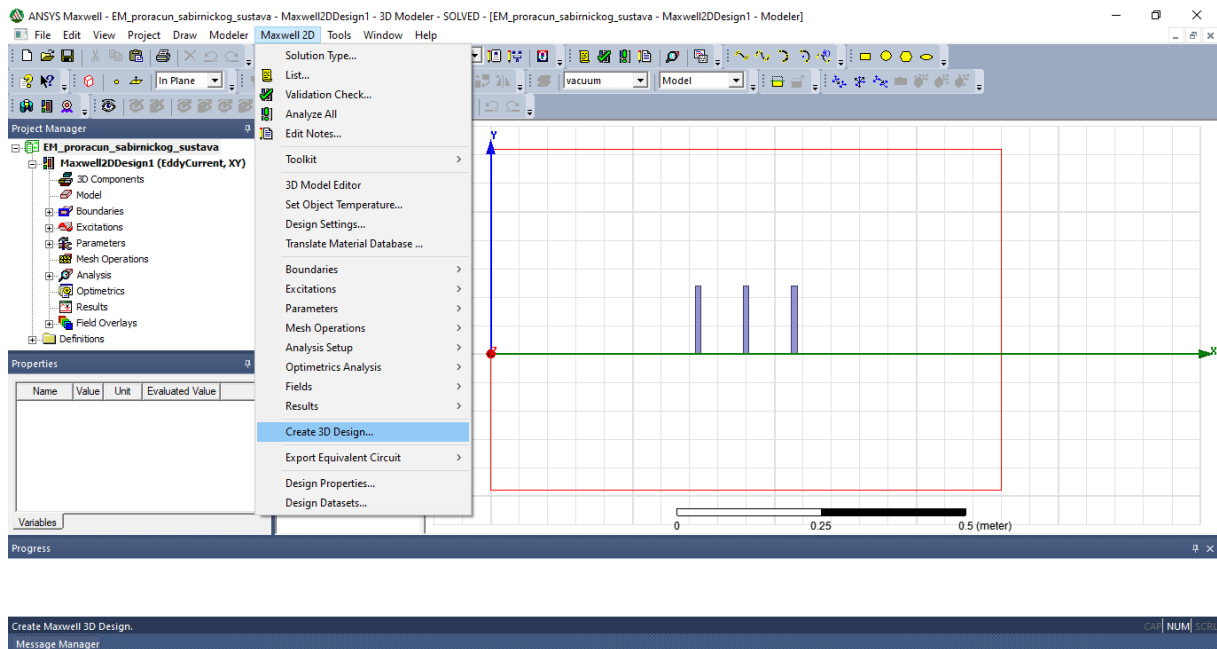 ANSYS Maxwell - EM_proracun_sabirnickog_sustava - Maxwell2DDesign1 - 3D Modeler - SOLVED - [EM_proracun_sabirnickog_sustava - Maxwell2DDesign1 - Modeler]
File Edit View Project Draw Modeler Maxwell 2D Tools Window Help
In Plane
vacuum
Model
Project Manager
EM_proracun_sabirnickog_sustava
Maxwell2DDesign1 (EddyCurrent, XY)
3D Components
Model
Boundaries
Excitations
Parameters
Mesh Operations
Analysis
Optimetrics
Results
Field Overlays
Definitions
Properties
Name Value Unit Evaluated Value
Variables
Solution Type...
List...
Validation Check...
Analyze All
Edit Notes...
Toolkit
3D Model Editor
Set Object Temperature...
Design Settings...
Translate Material Database ...
Boundaries
Excitations
Parameters
Mesh Operations
Analysis Setup
Optimetrics Analysis
Fields
Results
Create 3D Design...
Export Equivalent Circuit
Design Properties...
Design Datasets...
Y
X
0 0.25 0.5 (meter)
Progress
Create Maxwell 3D Design.
CAP NUM SCRL
Message Manager